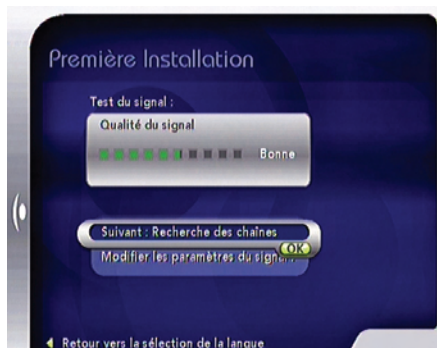 Première Installation
Test du signal :
Qualité du signal
Bonne
Suivant : Recherche des chaînes
OK
Modifier les paramètres du signal
Retour vers la sélection de la langue